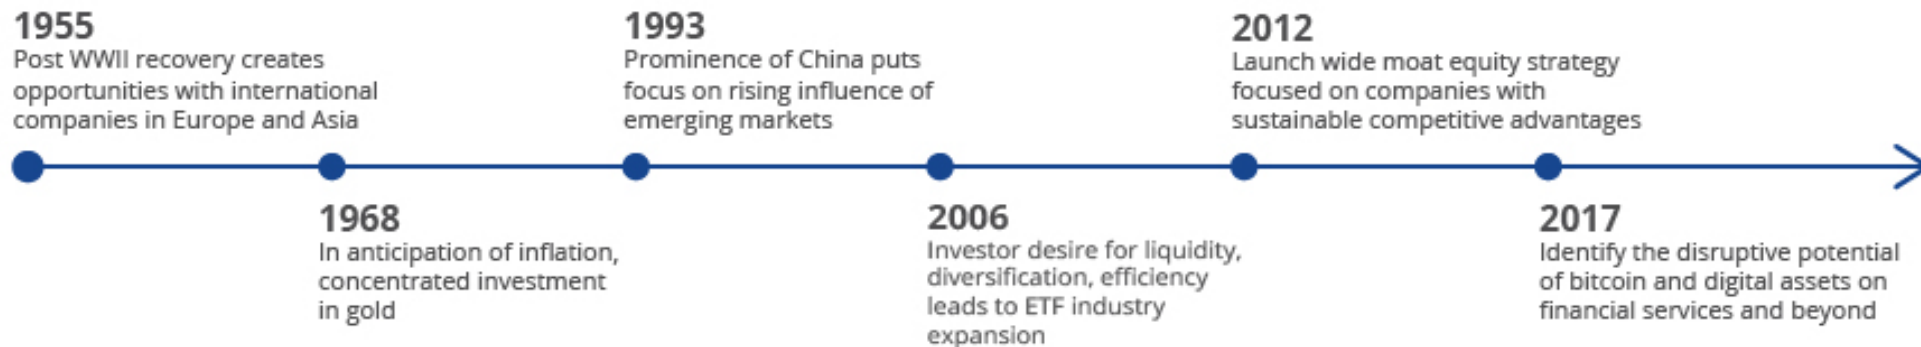 1955
Post WWII recovery creates
opportunities with international
companies in Europe and Asia
1968
In anticipation of inflation,
concentrated investment
in gold
1993
Prominence of China puts
focus on rising influence of
emerging markets
2006
Investor desire for liquidity,
diversification, efficiency
leads to ETF industry
expansion
2012
Launch wide moat equity strategy
focused on companies with
sustainable competitive advantages
2017
Identify the disruptive potential
of bitcoin and digital assets on
financial services and beyond